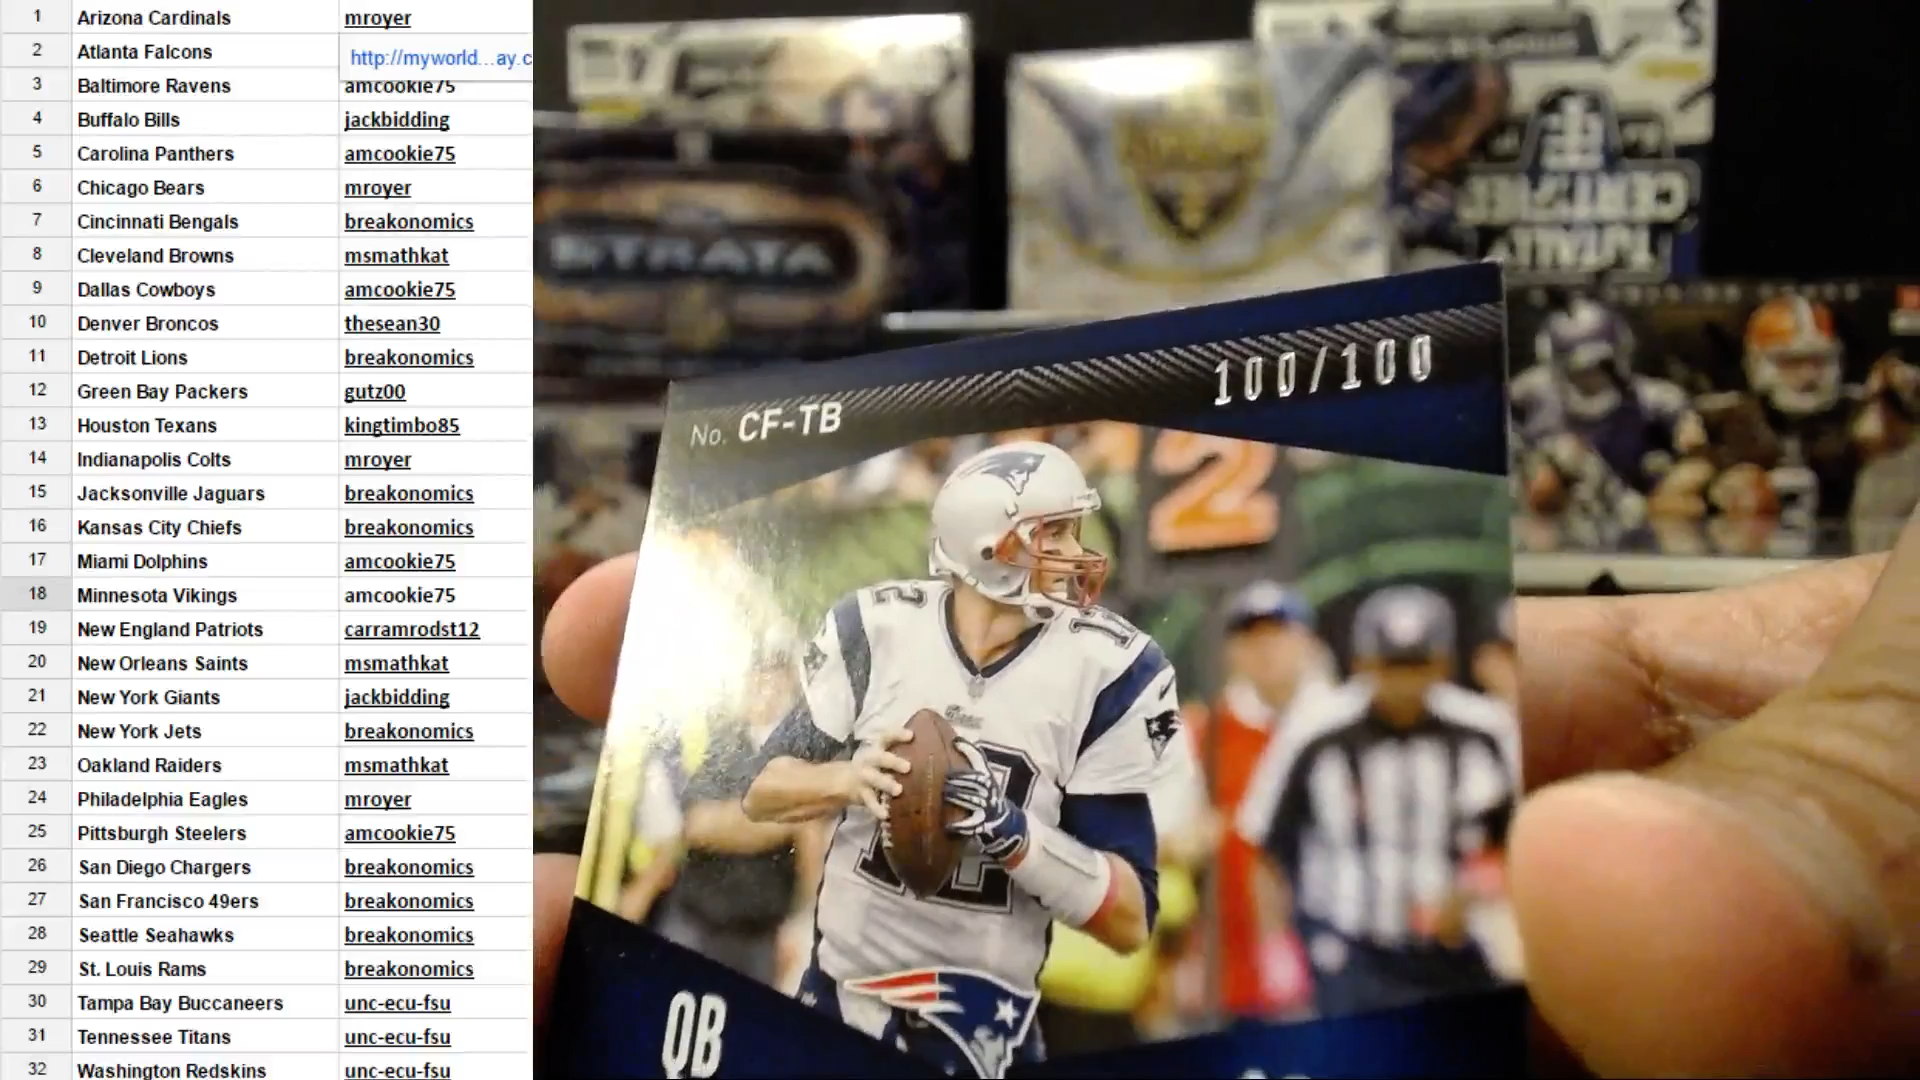 1 Arizona Cardinals mroyer
2 Atlanta Falcons http://myworld...ay.c
3 Baltimore Ravens amcookie75
4 Buffalo Bills jackbidding
5 Carolina Panthers amcookie75
6 Chicago Bears mroyer
7 Cincinnati Bengals breakonomics
8 Cleveland Browns msmathkat
9 Dallas Cowboys amcookie75
10 Denver Broncos thesean30
11 Detroit Lions breakonomics
12 Green Bay Packers gutz00
13 Houston Texans kingtimbo85
14 Indianapolis Colts mroyer
15 Jacksonville Jaguars breakonomics
16 Kansas City Chiefs breakonomics
17 Miami Dolphins amcookie75
18 Minnesota Vikings amcookie75
19 New England Patriots carramrodst12
20 New Orleans Saints msmathkat
21 New York Giants jackbidding
22 New York Jets breakonomics
23 Oakland Raiders msmathkat
24 Philadelphia Eagles mroyer
25 Pittsburgh Steelers amcookie75
26 San Diego Chargers breakonomics
27 San Francisco 49ers breakonomics
28 Seattle Seahawks breakonomics
29 St. Louis Rams breakonomics
30 Tampa Bay Buccaneers unc-ecu-fsu
31 Tennessee Titans unc-ecu-fsu
32 Washington Redskins unc-ecu-fsu
STRATA
TOTALLY
CERTIFIED
No. CF-TB
100/100
2
12
12
12
QB